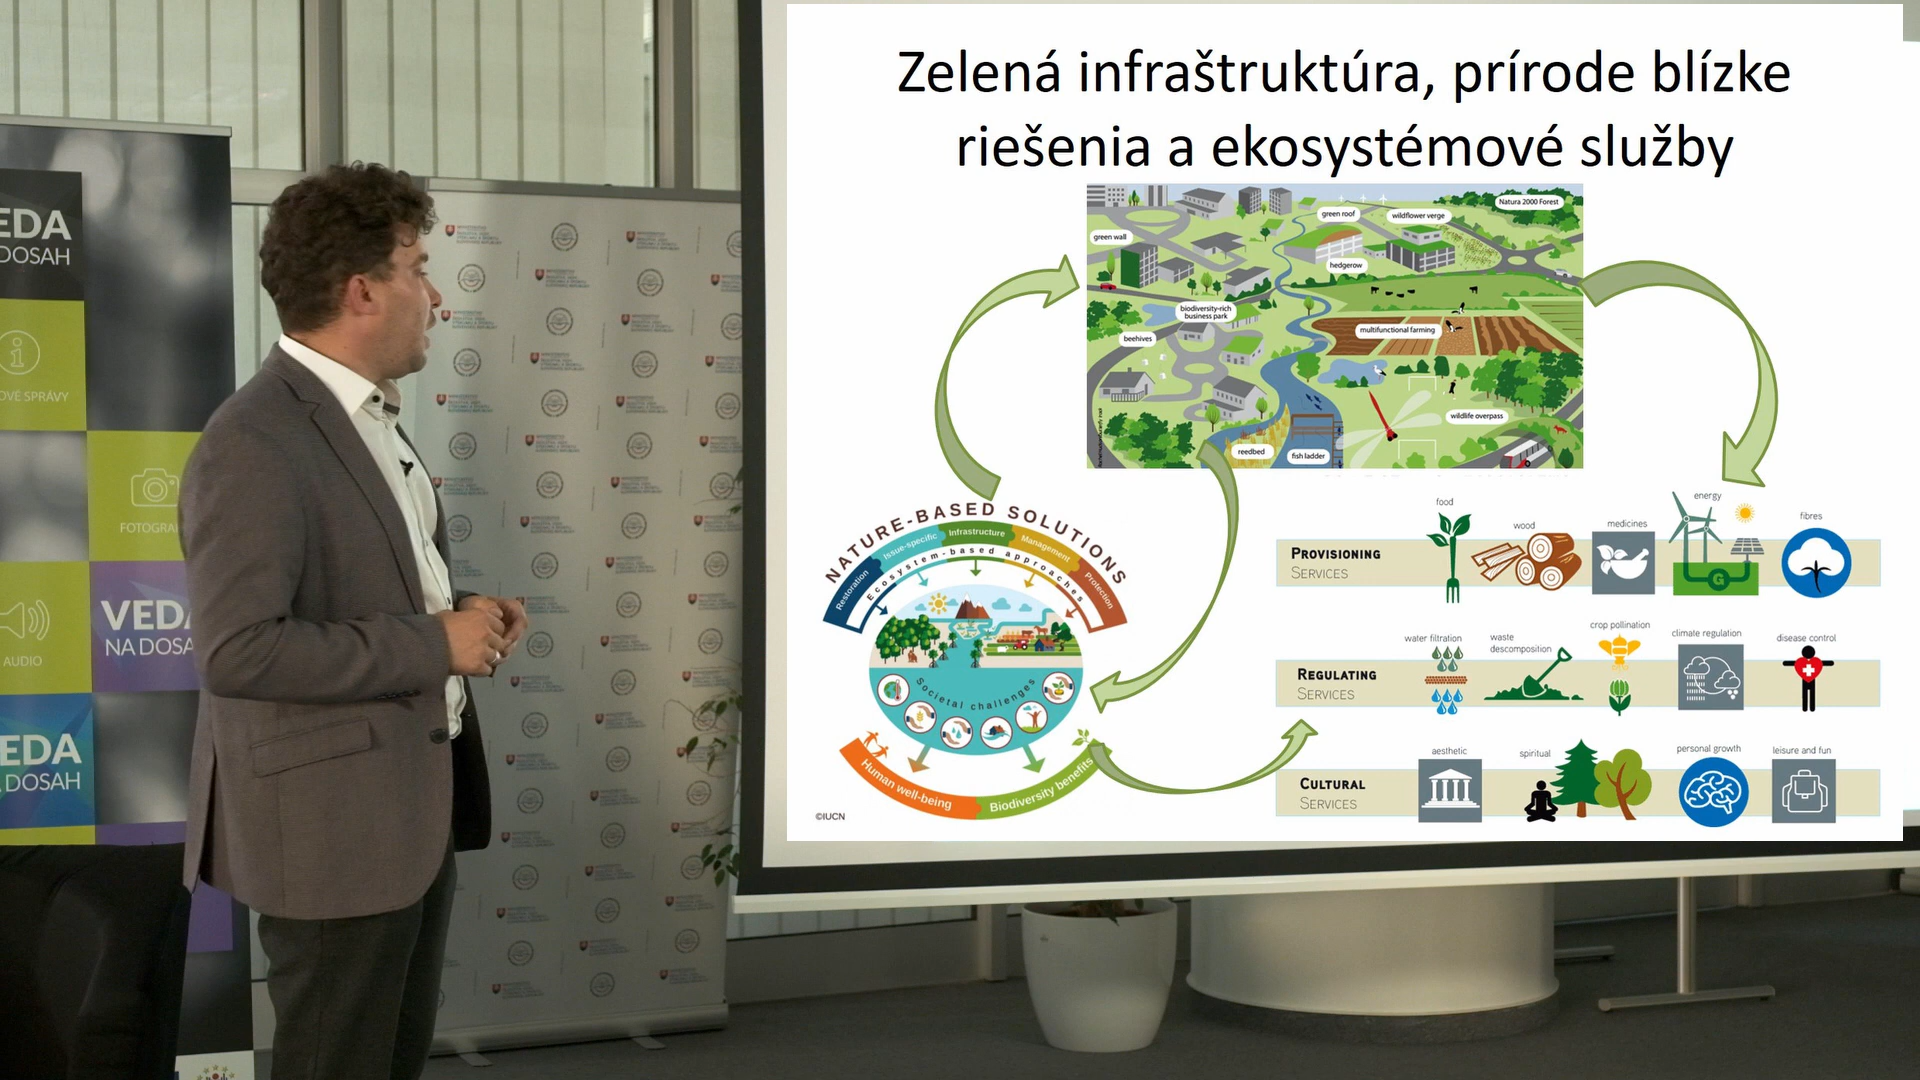 Zelená infraštruktúra, prírode blízke
riešenia a ekosystémové služby
green wall
green roof
wildflower verge
Natura 2000 Forest
hedgerow
biodiversity-rich
business park
beehives
multifunctional farming
wildlife overpass
reedbed
fish ladder
NATURE-BASED SOLUTIONS
Restoration
Issue-specific
Infrastructure
Management
Protection
Ecosystem-based approaches
Societal challenges
Human well-being
Biodiversity benefits
©IUCN
PROVISIONING
SERVICES
food
wood
medicines
energy
fibres
G
REGULATING
SERVICES
water filtration
waste
descomposition
crop pollination
climate regulation
disease control
CULTURAL
SERVICES
aesthetic
spiritual
personal growth
leisure and fun
EDA
DOSAH
OVÉ SPRÁVY
FOTOGRA
AUDIO
VEDA
NA DOSA
EDA
DOSAH